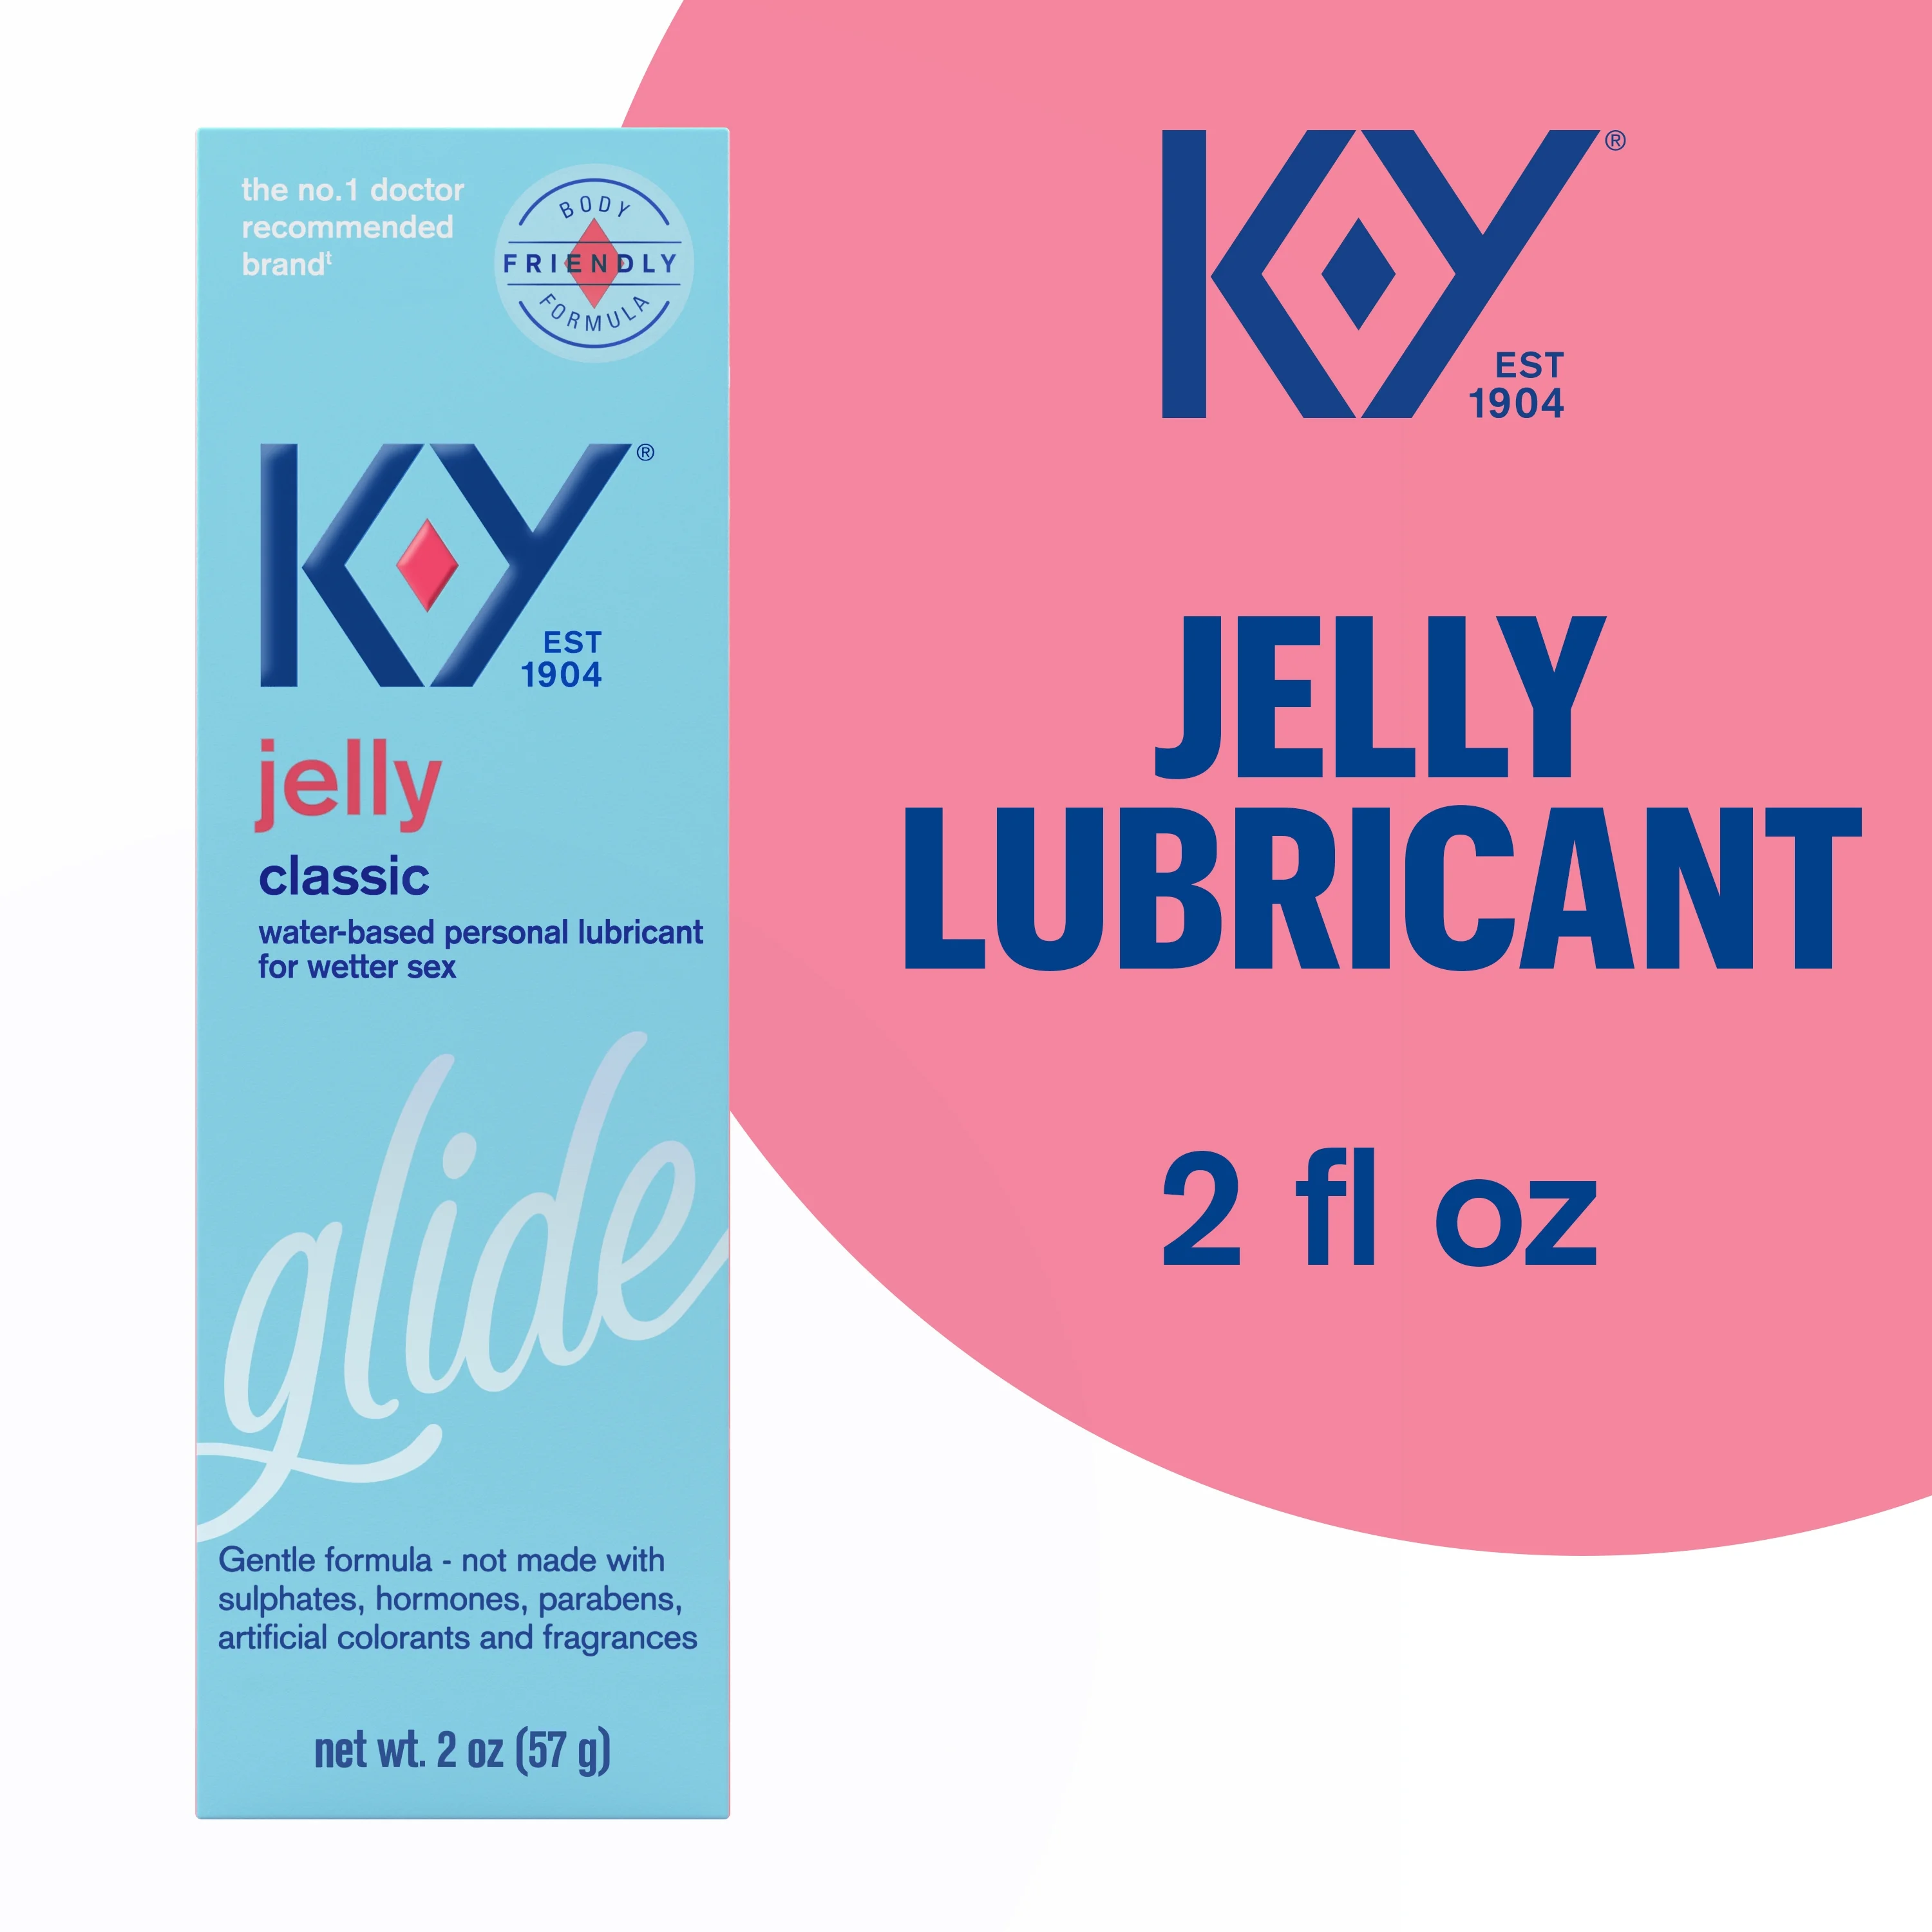 the no.1 doctor
recommended
brand†
BODY
FRIENDLY
FORMULA
KY®
EST
1904
jelly
classic
water-based personal lubricant
for wetter sex
glide
Gentle formula - not made with
sulphates, hormones, parabens,
artificial colorants and fragrances
net wt. 2 oz (57 g)
KY®
EST
1904
JELLY
LUBRICANT
2 fl oz